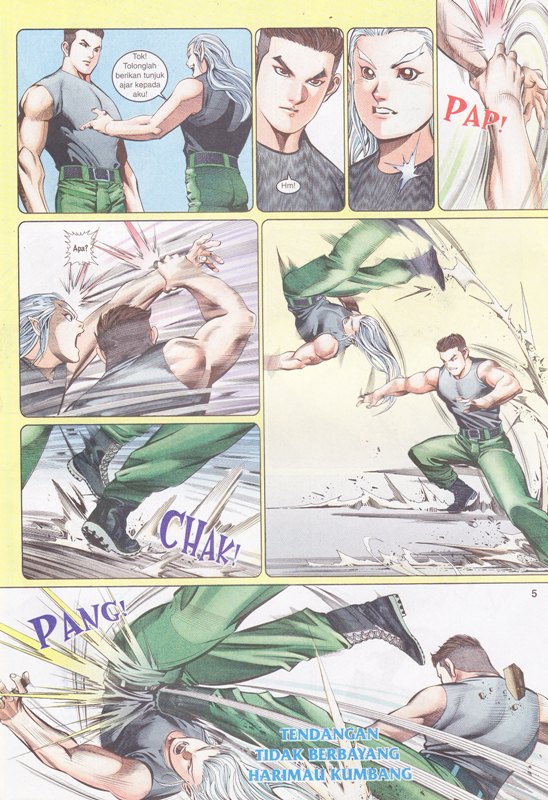 Tok!
Tolonglah
berikan tunjuk
ajar kepada
aku!
Hm!
PAP!
Apa?
CHAK!
5
PANG!
TENDANGAN
TIDAK BERBAYANG
HARIMAU KUMBANG